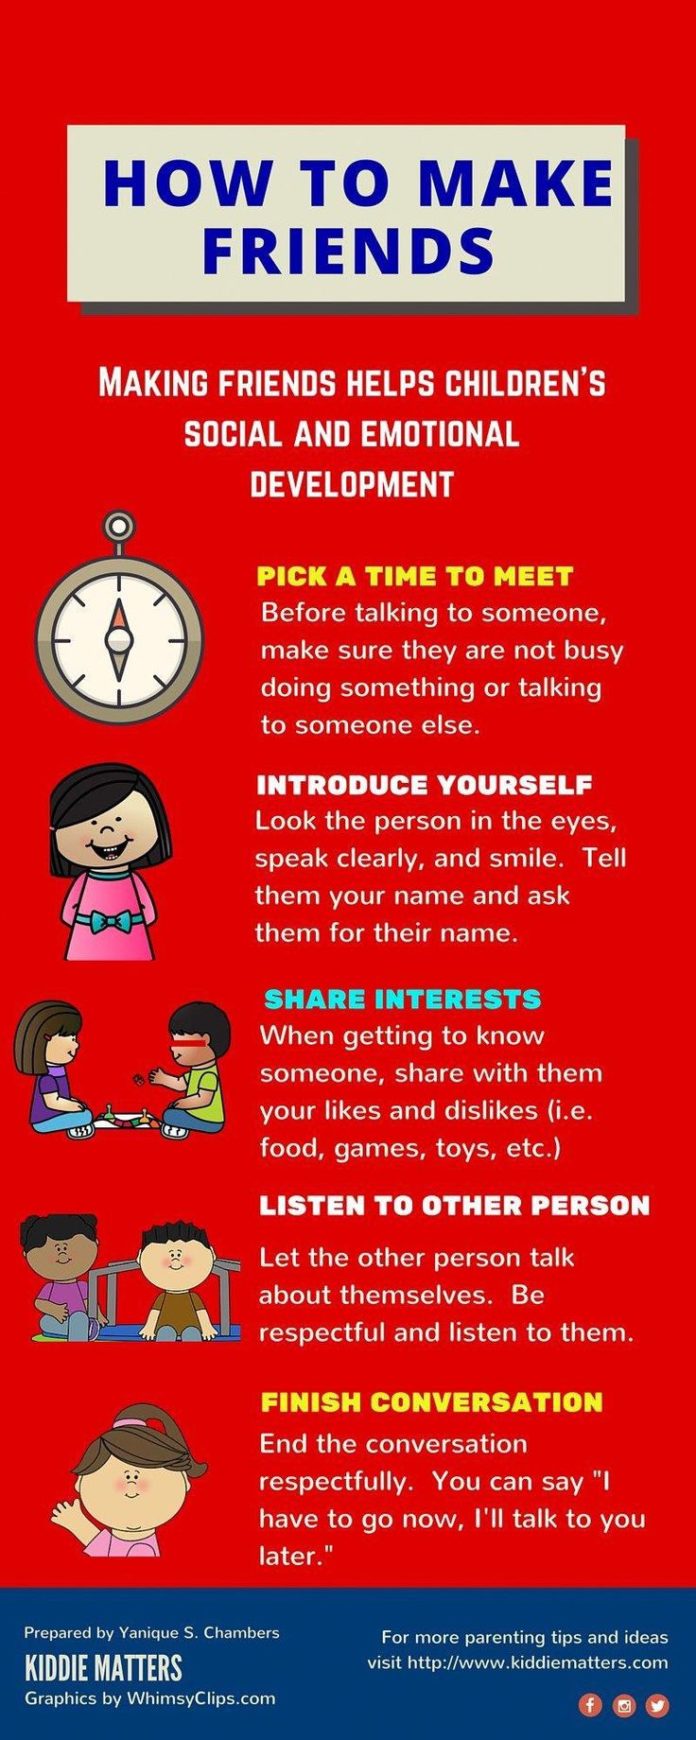 HOW TO MAKE
FRIENDS
MAKING FRIENDS HELPS CHILDREN'S
SOCIAL AND EMOTIONAL
DEVELOPMENT
PICK A TIME TO MEET
Before talking to someone,
make sure they are not busy
doing something or talking
to someone else.
INTRODUCE YOURSELF
Look the person in the eyes,
speak clearly, and smile. Tell
them your name and ask
them for their name.
SHARE INTERESTS
When getting to know
someone, share with them
your likes and dislikes (i.e.
food, games, toys, etc.)
LISTEN TO OTHER PERSON
Let the other person talk
about themselves. Be
respectful and listen to them.
FINISH CONVERSATION
End the conversation
respectfully. You can say "I
have to go now, I'll talk to you
later."
Prepared by Yanique S. Chambers
KIDDIE MATTERS
Graphics by WhimsyClips.com
For more parenting tips and ideas
visit http://www.kiddiematters.com